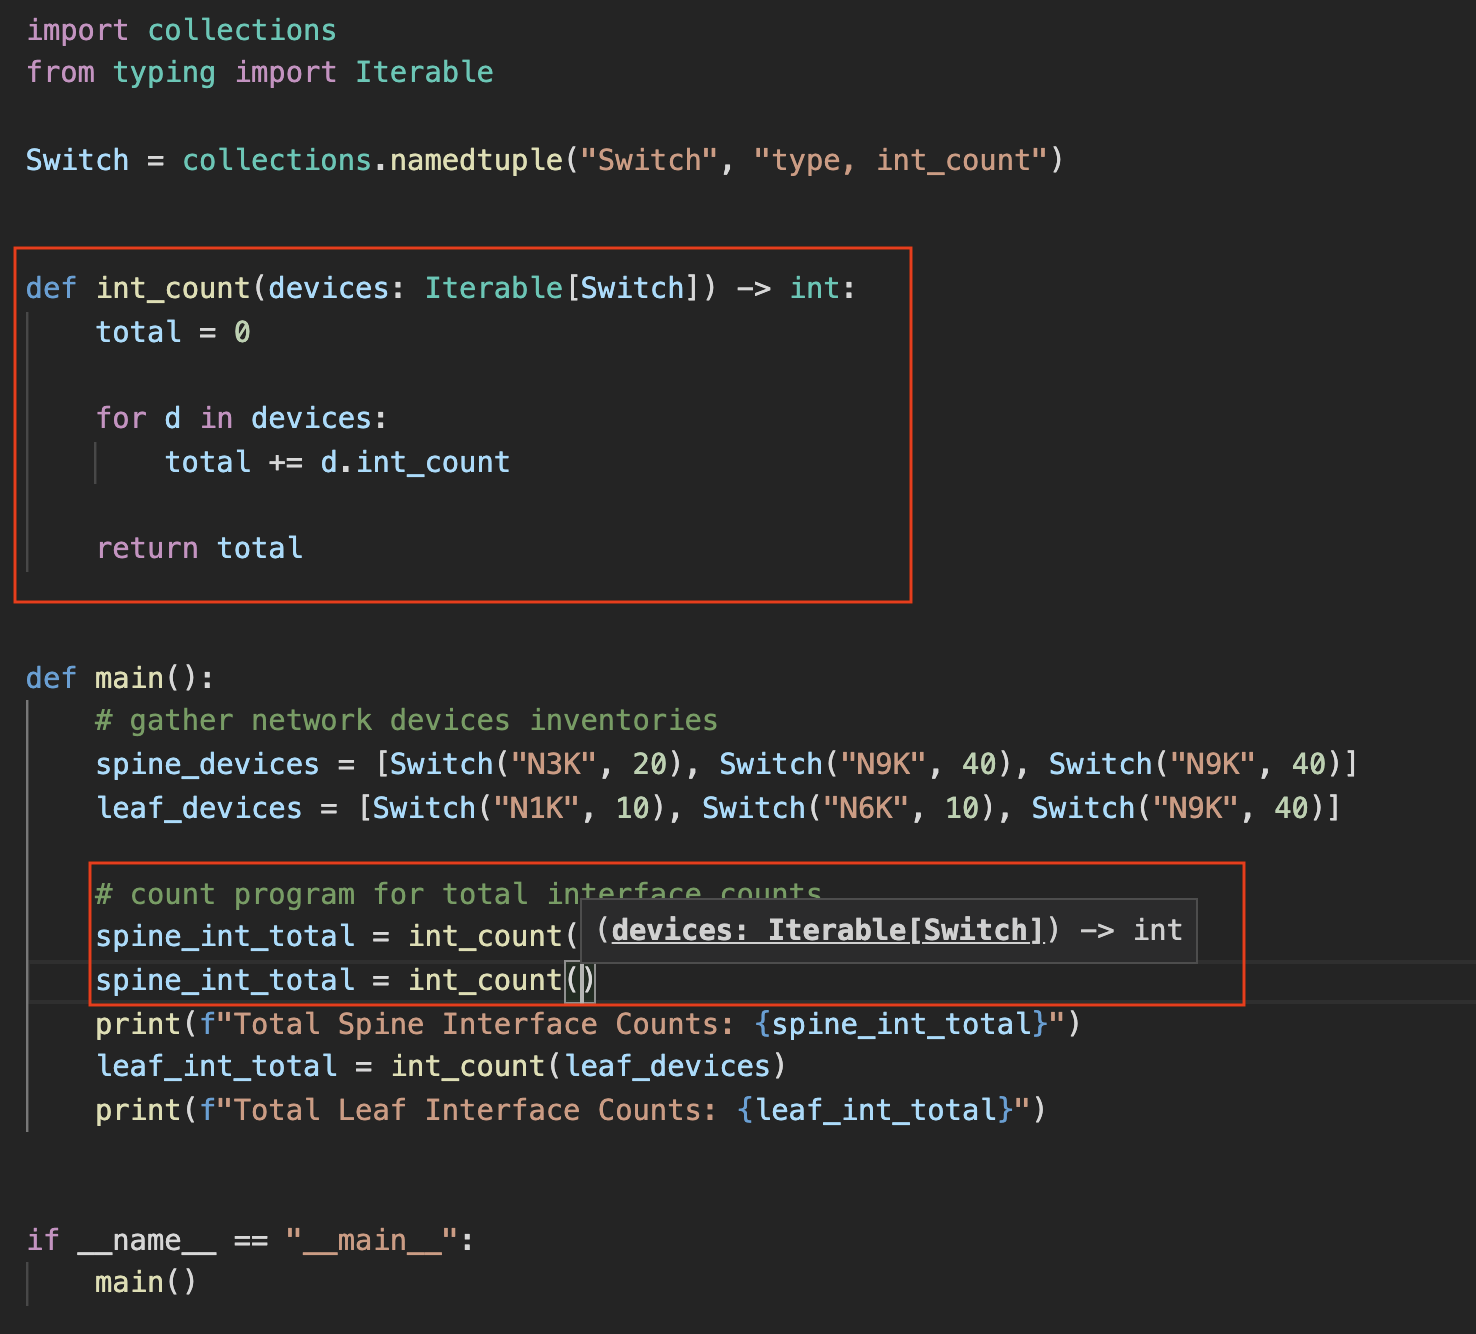 import collections
from typing import Iterable
Switch = collections.namedtuple("Switch", "type, int_count")
def int_count(devices: Iterable[Switch]) -> int:
total = 0
for d in devices:
total += d.int_count
return total
def main():
# gather network devices inventories
spine_devices = [Switch("N3K", 20), Switch("N9K", 40), Switch("N9K", 40)]
leaf_devices = [Switch("N1K", 10), Switch("N6K", 10), Switch("N9K", 40)]
# count program for total interface counts
spine_int_total = int_count(
(devices: Iterable[Switch]) -> int
spine_int_total = int_count()
print(f"Total Spine Interface Counts: {spine_int_total}")
leaf_int_total = int_count(leaf_devices)
print(f"Total Leaf Interface Counts: {leaf_int_total}")
if __name__ == "__main__":
main()